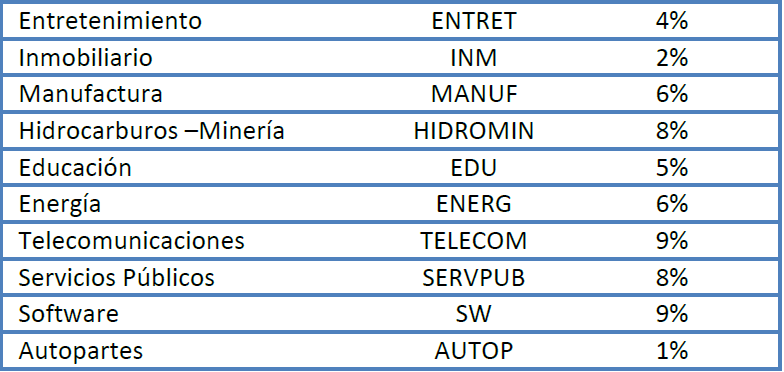 Entretenimiento ENTRET 4%
Inmobiliario INM 2%
Manufactura MANUF 6%
Hidrocarburos –Minería HIDROMIN 8%
Educación EDU 5%
Energía ENERG 6%
Telecomunicaciones TELECOM 9%
Servicios Públicos SERVPUB 8%
Software SW 9%
Autopartes AUTOP 1%